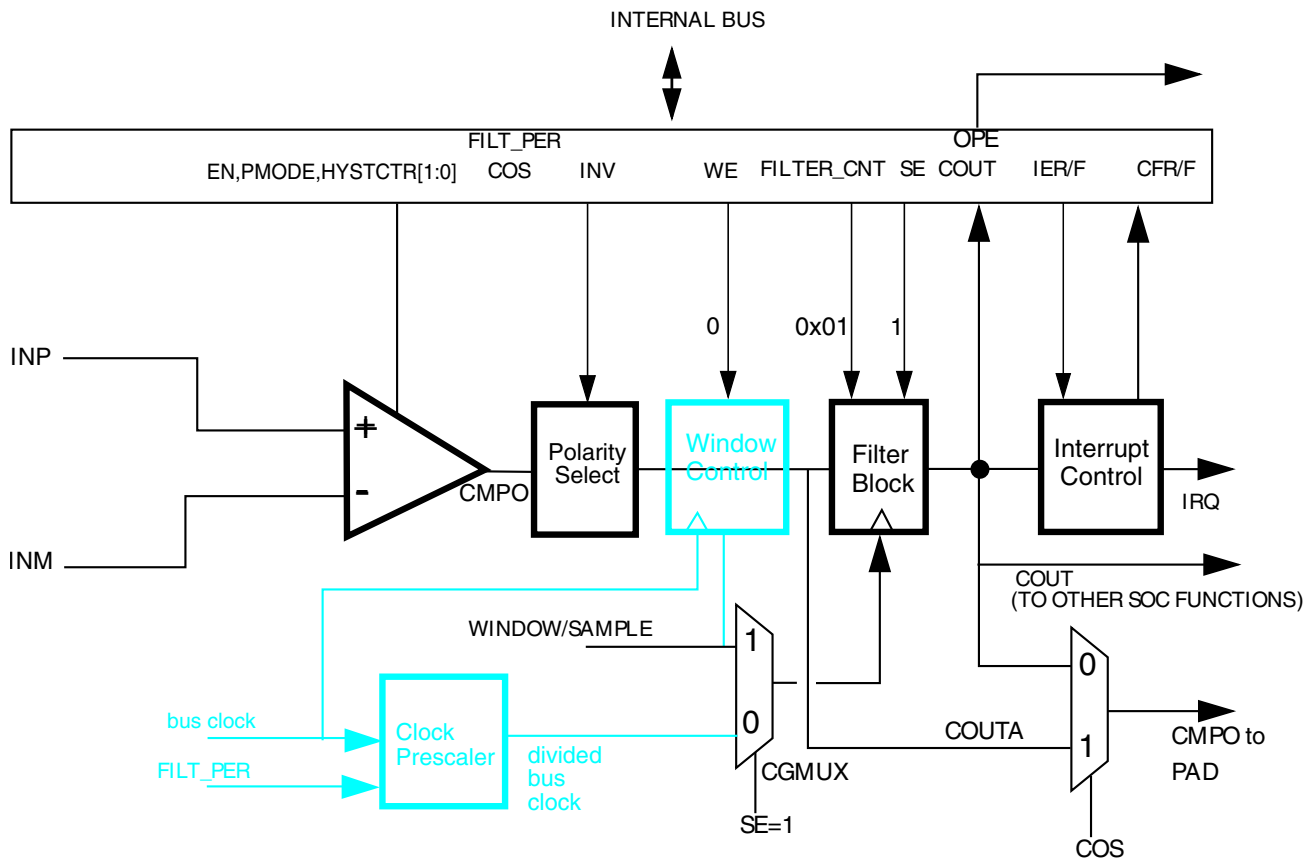 INTERNAL BUS
FILT_PER
OPE
EN,PMODE,HYSTCTR[1:0]
COS
INV
WE
FILTER_CNT
SE
COUT
IER/F
CFR/F
0
0x01
1
INP
+
-
INM
CMPO
Polarity
Select
Window
Control
Filter
Block
Interrupt
Control
IRQ
COUT
(TO OTHER SOC FUNCTIONS)
WINDOW/SAMPLE
1
0
CGMUX
SE=1
bus clock
FILT_PER
Clock
Prescaler
divided
bus
clock
COUTA
0
1
CMPO to
PAD
COS